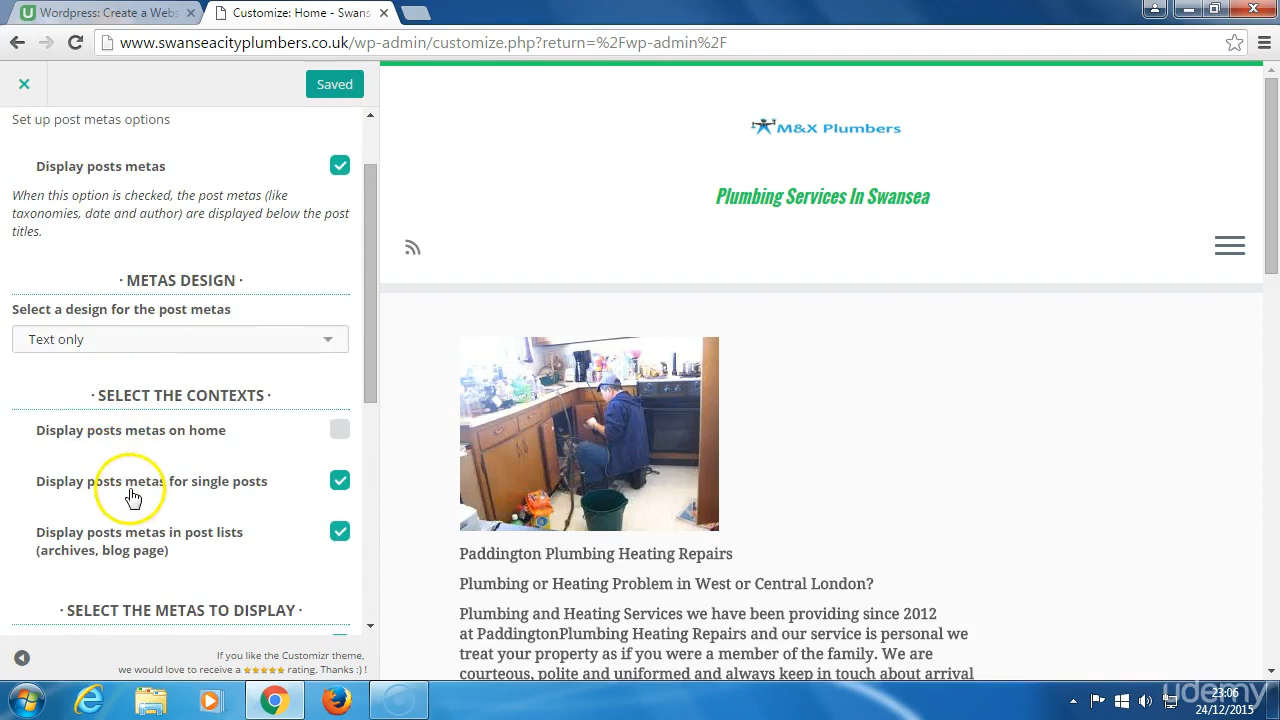 Wordpress: Create a Webs
Customize: Home - Swans
www.swanseacityplumbers.co.uk/wp-admin/customize.php?return=%2Fwp-admin%2F
Saved
Set up post metas options
Display posts metas
When this option is checked, the post metas (like
taxonomies, date and author) are displayed below the post
titles.
· METAS DESIGN ·
Select a design for the post metas
Text only
· SELECT THE CONTEXTS ·
Display posts metas on home
Display posts metas for single posts
Display posts metas in post lists
(archives, blog page)
· SELECT THE METAS TO DISPLAY ·
If you like the Customizr theme,
we would love to receive a ★★★★★ rating. Thanks :) !
M&X Plumbers
Plumbing Services In Swansea
Paddington Plumbing Heating Repairs
Plumbing or Heating Problem in West or Central London?
Plumbing and Heating Services we have been providing since 2012
at PaddingtonPlumbing Heating Repairs and our service is personal we
treat your property as if you were a member of the family. We are
courteous, polite and uniformed and always keep in touch about arrival
udemy
23:06
24/12/2015